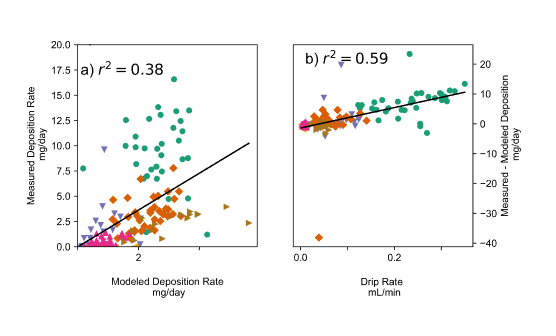 20.0
17.5
15.0
12.5
10.0
7.5
5.0
2.5
0.0
Measured Deposition Rate
mg/day
a) r² = 0.38
2
Modeled Deposition Rate
mg/day
b) r² = 0.59
20
10
0
−10
−20
−30
−40
Measured - Modeled Deposition
mg/day
0.0
0.2
Drip Rate
mL/min